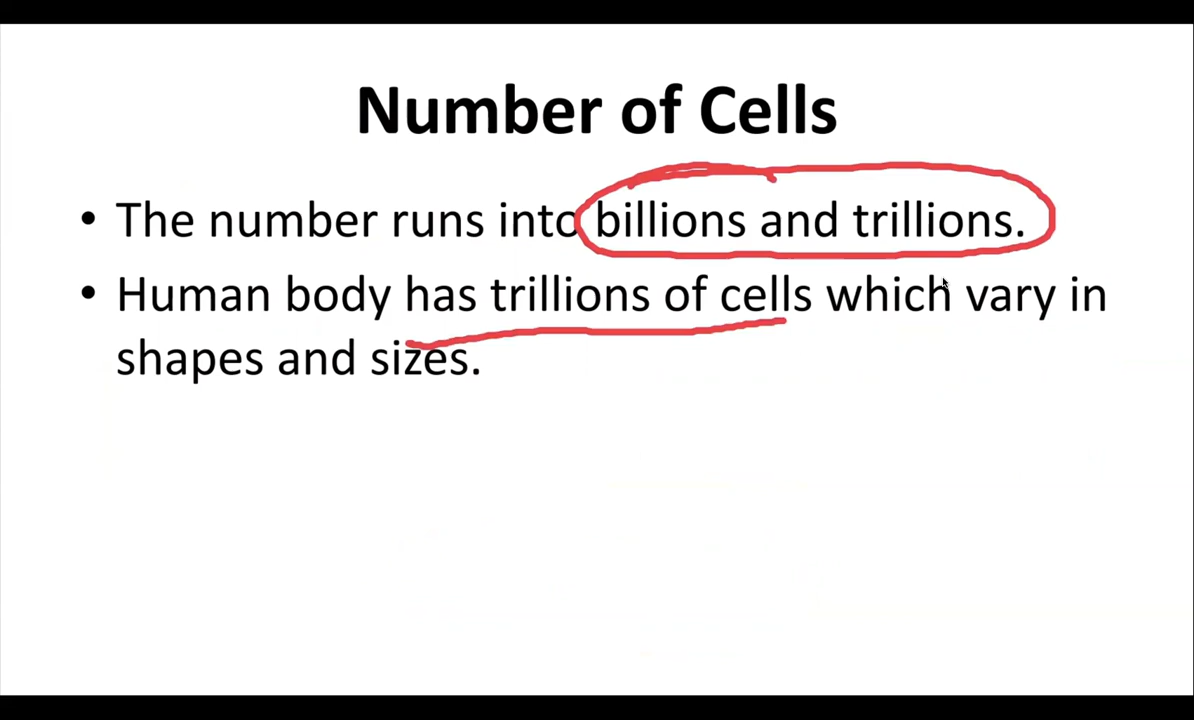 Number of Cells
• The number runs into billions and trillions.
• Human body has trillions of cells which vary in
shapes and sizes.